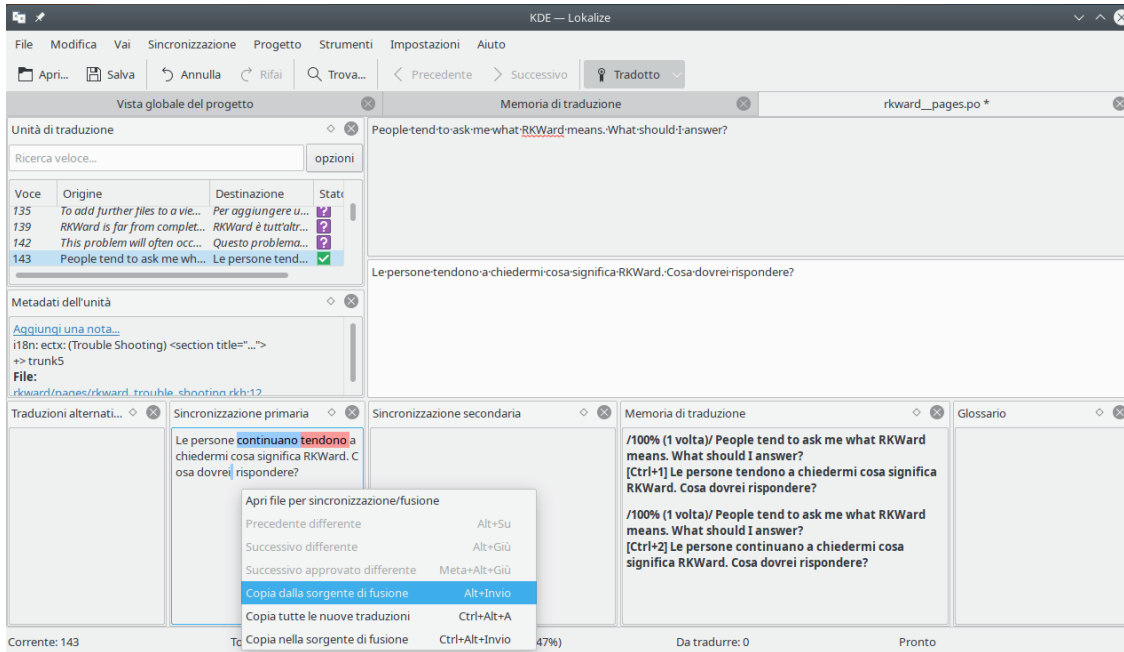 KDE — Lokalize
File Modifica Vai Sincronizzazione Progetto Strumenti Impostazioni Aiuto
Apri... Salva Annulla Rifai Trova... Precedente Successivo Tradotto
Vista globale del progetto Memoria di traduzione rkward__pages.po *
Unità di traduzione
Ricerca veloce... opzioni
Voce Origine Destinazione Stato
135 To add further files to a vie... Per aggiungere u...
139 RKWard is far from complet... RKWard è tutt'altr...
142 This problem will often occ... Questo problema...
143 People tend to ask me wh... Le persone tend...
People·tend·to·ask·me·what·RKWard·means.·What·should·I·answer?
Le·persone·tendono·a·chiedermi·cosa·significa·RKWard.·Cosa·dovrei·rispondere?
Metadati dell'unità
Aggiungi una nota...
i18n: ectx: (Trouble Shooting) <section title="...">
+> trunk5
File:
rkward/pages/rkward_trouble_shooting.rkh:12
Traduzioni alternati...
Sincronizzazione primaria
Le persone continuano tendono a
chiedermi cosa significa RKWard. C
osa dovrei rispondere?
Apri file per sincronizzazione/fusione
Precedente differente Alt+Su
Successivo differente Alt+Giù
Successivo approvato differente Meta+Alt+Giù
Copia dalla sorgente di fusione Alt+Invio
Copia tutte le nuove traduzioni Ctrl+Alt+A
Copia nella sorgente di fusione Ctrl+Alt+Invio
Sincronizzazione secondaria
Memoria di traduzione
/100% (1 volta)/ People tend to ask me what RKWard
means. What should I answer?
[Ctrl+1] Le persone tendono a chiedermi cosa significa
RKWard. Cosa dovrei rispondere?
/100% (1 volta)/ People tend to ask me what RKWard
means. What should I answer?
[Ctrl+2] Le persone continuano a chiedermi cosa
significa RKWard. Cosa dovrei rispondere?
Glossario
Corrente: 143 47%) Da tradurre: 0 Pronto